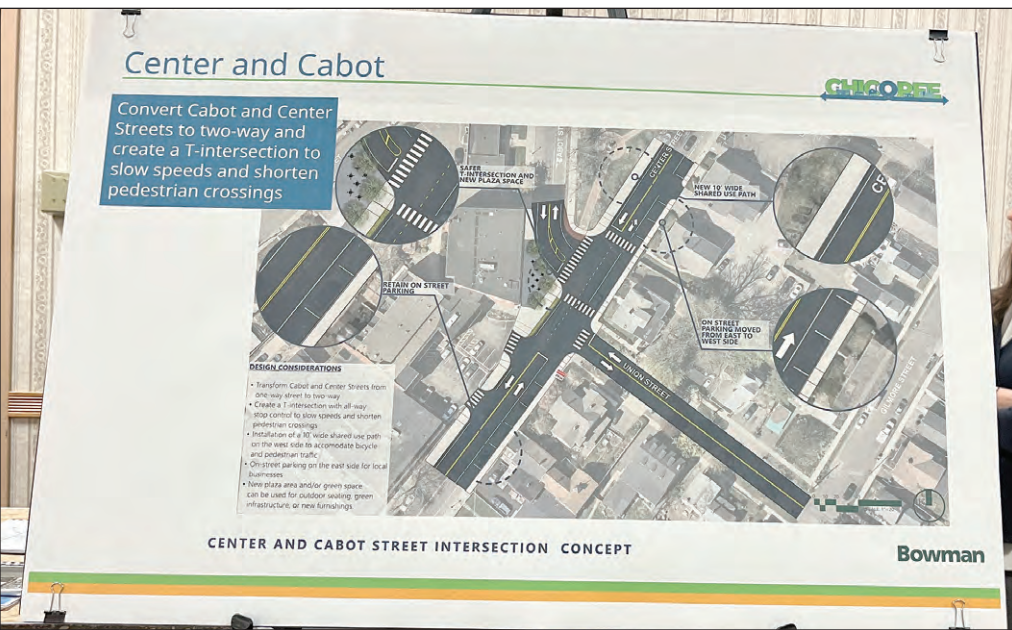 Center and Cabot
CHICOPEE
Convert Cabot and Center
Streets to two-way and
create a T-intersection to
slow speeds and shorten
pedestrian crossings
SAFER
T-INTERSECTION AND
NEW PLAZA SPACE
CENTER STREET
NEW 10' WIDE
SHARED USE PATH
CE
RETAIN ON STREET
PARKING
ON STREET
PARKING MOVED
FROM EAST TO
WEST SIDE
UNION STREET
DESIGN CONSIDERATIONS
• Transform Cabot and Center Streets from
one-way street to two-way
• Create a T-intersection with all-way
stop control to slow speeds and shorten
pedestrian crossings
• Installation of a 10' wide shared use path
on the west side to accomodate bicycle
and pedestrian traffic
• On-street parking on the east side for local
businesses
• New plaza area and/or green space
can be used for outdoor seating, green
infrastructure, or new furnishings
CENTER AND CABOT STREET INTERSECTION CONCEPT
Bowman